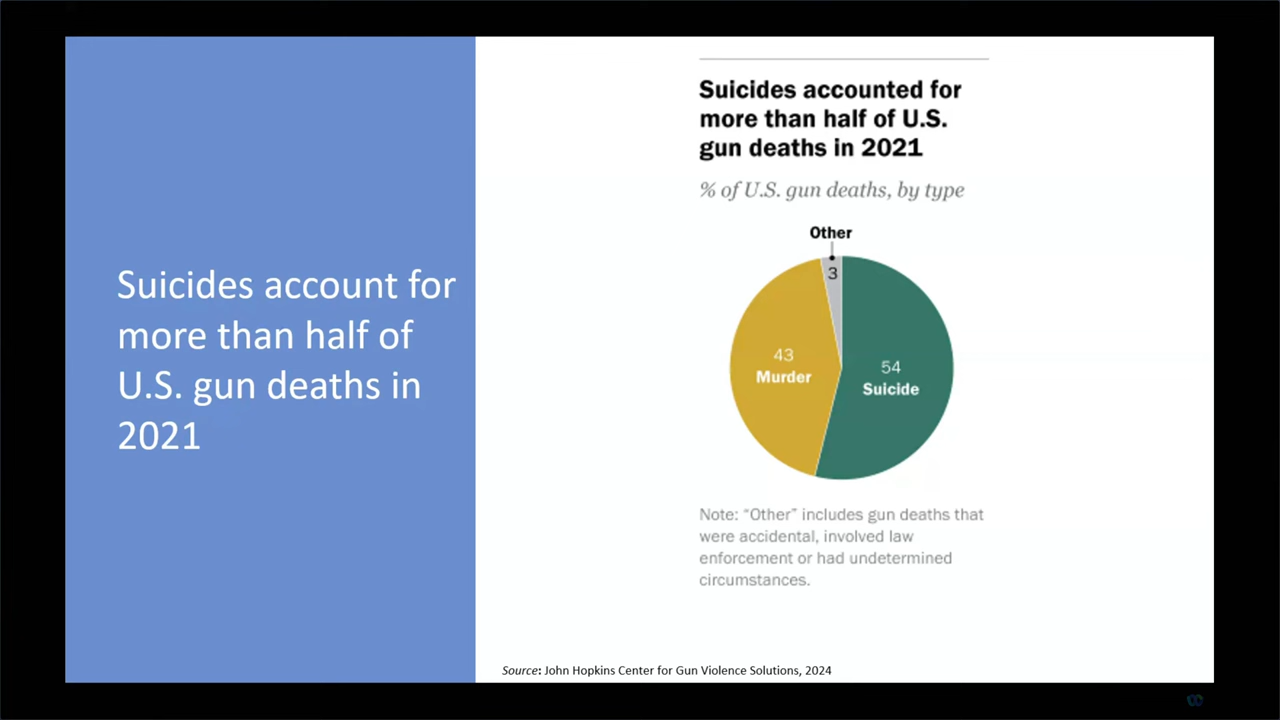 Suicides account for
more than half of
U.S. gun deaths in
2021
Suicides accounted for
more than half of U.S.
gun deaths in 2021
% of U.S. gun deaths, by type
Other
3
43
Murder
54
Suicide
Note: “Other” includes gun deaths that
were accidental, involved law
enforcement or had undetermined
circumstances.
Source: John Hopkins Center for Gun Violence Solutions, 2024